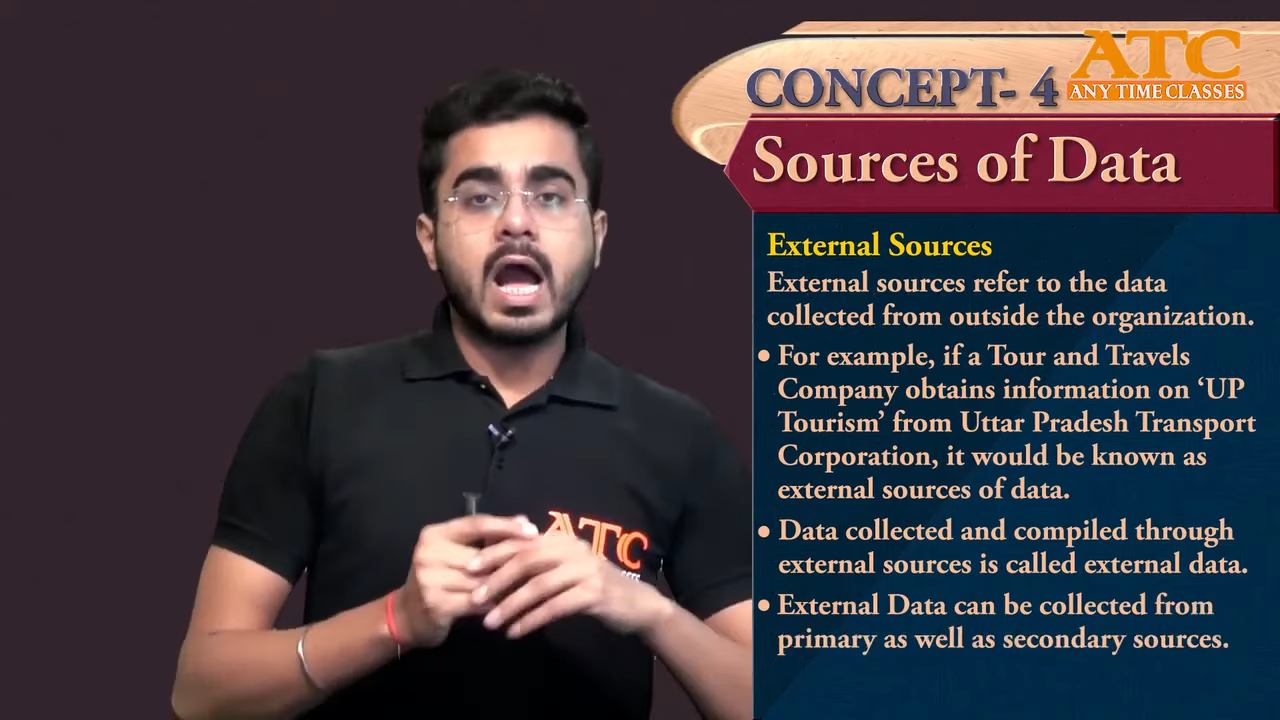 CONCEPT- 4
ATC
ANY TIME CLASSES
Sources of Data
External Sources
External sources refer to the data
collected from outside the organization.
• For example, if a Tour and Travels
Company obtains information on ‘UP
Tourism’ from Uttar Pradesh Transport
Corporation, it would be known as
external sources of data.
• Data collected and compiled through
external sources is called external data.
• External Data can be collected from
primary as well as secondary sources.
ATC